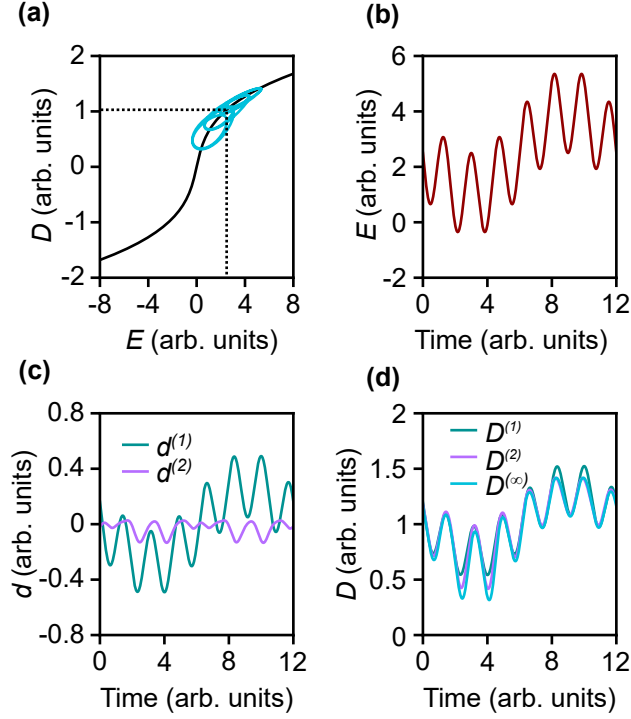 (a)
2
1
0
-1
-2
D (arb. units)
-8 -4 0 4 8
E (arb. units)
(b)
6
4
2
0
-2
E (arb. units)
0 4 8 12
Time (arb. units)
(c)
0.8
0.4
0
-0.4
-0.8
d (arb. units)
d(1)
d(2)
0 4 8 12
Time (arb. units)
(d)
2
1.5
1
0.5
0
D (arb. units)
D(1)
D(2)
D(∞)
0 4 8 12
Time (arb. units)